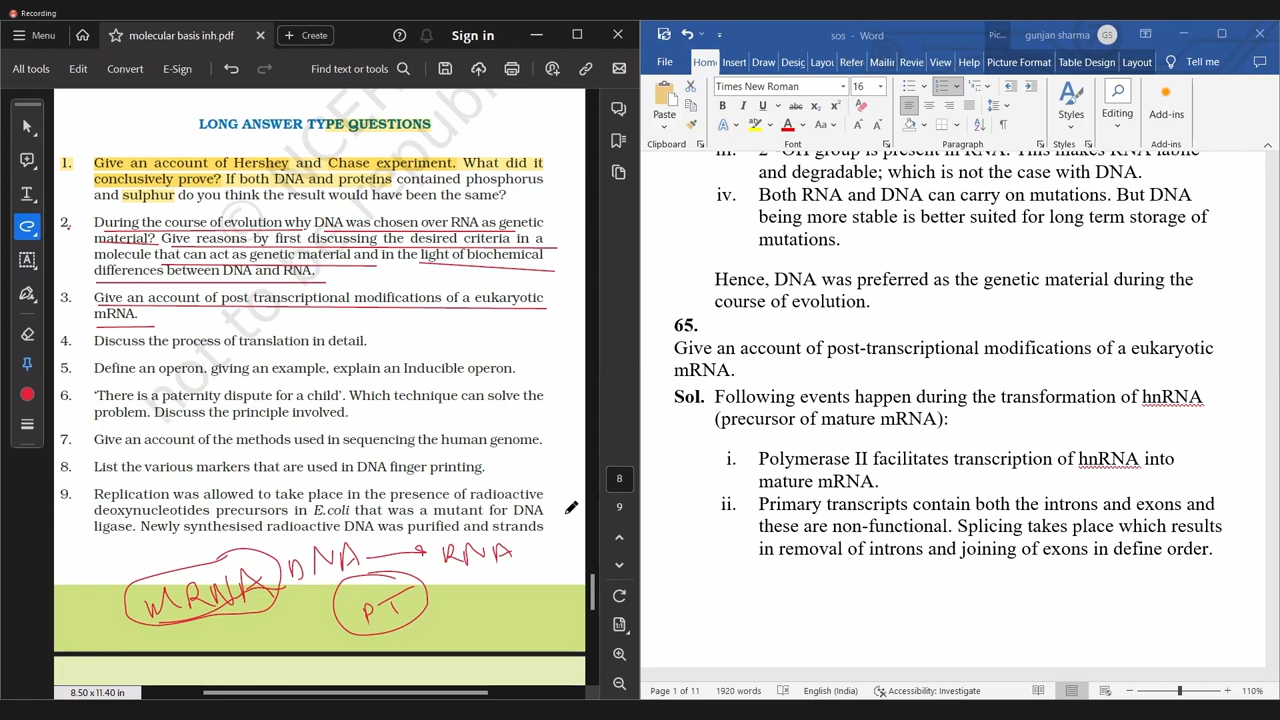 Recording
Menu
molecular basis inh.pdf
Create
Sign in
sos - Word
Pic...
gunjan sharma
GS
All tools
Edit
Convert
E-Sign
Find text or tools
File
Home
Insert
Draw
Desig
Layou
Refer
Mailin
Revie
View
Help
Picture Format
Table Design
Layout
Tell me
Times New Roman
16
Paste
Styles
Editing
Add-ins
Clipboard
Font
Paragraph
Styles
Add-ins
LONG ANSWER TYPE QUESTIONS
1. Give an account of Hershey and Chase experiment. What did it
conclusively prove? If both DNA and proteins contained phosphorus
and sulphur do you think the result would have been the same?
2. During the course of evolution why DNA was chosen over RNA as genetic
material? Give reasons by first discussing the desired criteria in a
molecule that can act as genetic material and in the light of biochemical
differences between DNA and RNA.
3. Give an account of post transcriptional modifications of a eukaryotic
mRNA.
4. Discuss the process of translation in detail.
5. Define an operon. giving an example, explain an Inducible operon.
6. ‘There is a paternity dispute for a child’. Which technique can solve the
problem. Discuss the principle involved.
7. Give an account of the methods used in sequencing the human genome.
8. List the various markers that are used in DNA finger printing.
9. Replication was allowed to take place in the presence of radioactive
deoxynucleotides precursors in E.coli that was a mutant for DNA
ligase. Newly synthesised radioactive DNA was purified and strands
DNA → RNA
mRNA
PT
not to be republished
© NCERT
8
9
8.50 x 11.40 in
and degradable; which is not the case with DNA.
iv. Both RNA and DNA can carry on mutations. But DNA
being more stable is better suited for long term storage of
mutations.
Hence, DNA was preferred as the genetic material during the
course of evolution.
65.
Give an account of post-transcriptional modifications of a eukaryotic
mRNA.
Sol. Following events happen during the transformation of hnRNA
(precursor of mature mRNA):
i. Polymerase II facilitates transcription of hnRNA into
mature mRNA.
ii. Primary transcripts contain both the introns and exons and
these are non-functional. Splicing takes place which results
in removal of introns and joining of exons in define order.
Page 1 of 11
1920 words
English (India)
Accessibility: Investigate
110%